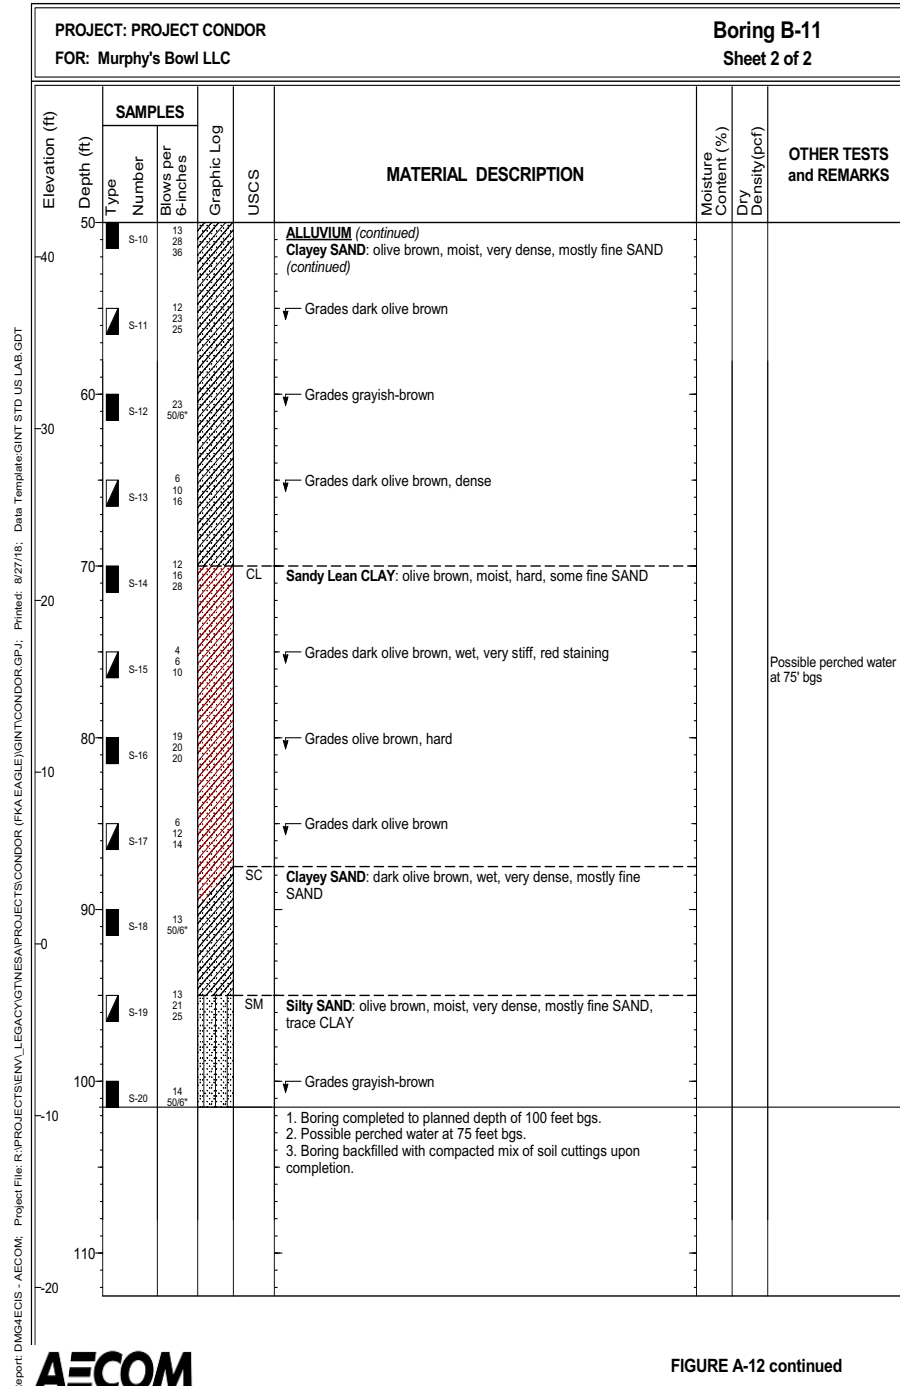 PROJECT: PROJECT CONDOR
FOR: Murphy's Bowl LLC
Boring B-11
Sheet 2 of 2
Elevation (ft)
Depth (ft)
SAMPLES
Type
Number
Blows per
6-inches
Graphic Log
USCS
MATERIAL DESCRIPTION
Moisture
Content (%)
Dry
Density(pcf)
OTHER TESTS
and REMARKS
50
S-10
13
28
36
ALLUVIUM (continued)
Clayey SAND: olive brown, moist, very dense, mostly fine SAND
(continued)
-40
S-11
12
23
25
Grades dark olive brown
60
S-12
23
50/6"
Grades grayish-brown
-30
S-13
6
10
16
Grades dark olive brown, dense
70
S-14
12
16
28
CL
Sandy Lean CLAY: olive brown, moist, hard, some fine SAND
-20
S-15
4
6
10
Grades dark olive brown, wet, very stiff, red staining
Possible perched water
at 75' bgs
80
S-16
19
20
20
Grades olive brown, hard
-10
S-17
6
12
14
Grades dark olive brown
SC
Clayey SAND: dark olive brown, wet, very dense, mostly fine
SAND
90
S-18
13
50/6"
-0
S-19
13
21
25
SM
Silty SAND: olive brown, moist, very dense, mostly fine SAND,
trace CLAY
100
S-20
14
50/6"
Grades grayish-brown
--10
1. Boring completed to planned depth of 100 feet bgs.
2. Possible perched water at 75 feet bgs.
3. Boring backfilled with compacted mix of soil cuttings upon
completion.
110
--20
eport: DMG4ECIS - AECOM; Project File: R:\PROJECTS\ENV\_LEGACY\GT\NESA\PROJECTS\CONDOR (FKA EAGLE)\GINT\CONDOR.GPJ; Printed: 8/27/18; Data Template:GINT STD US LAB.GDT
AECOM
FIGURE A-12 continued